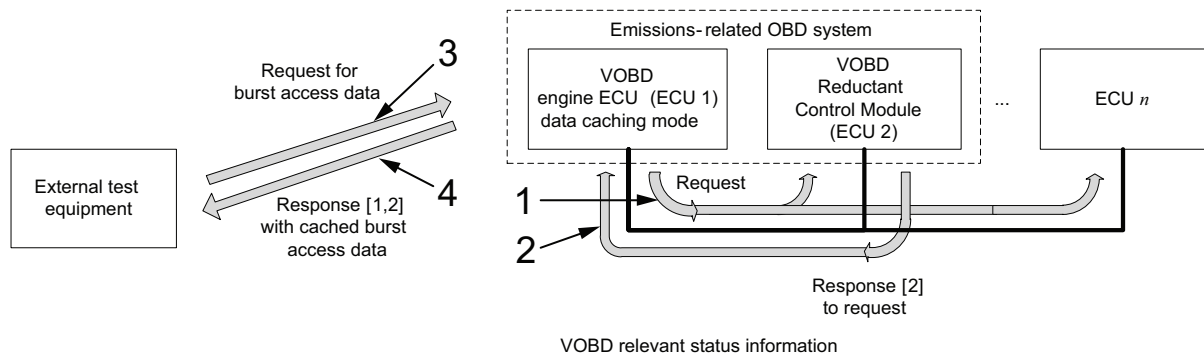 Emissions-related OBD system
VOBD
engine ECU (ECU 1)
data caching mode
VOBD
Reductant
Control Module
(ECU 2)
...
ECU n
Request for
burst access data
3
4
External test
equipment
Response [1,2]
with cached burst
access data
1
Request
2
Response [2]
to request
VOBD relevant status information